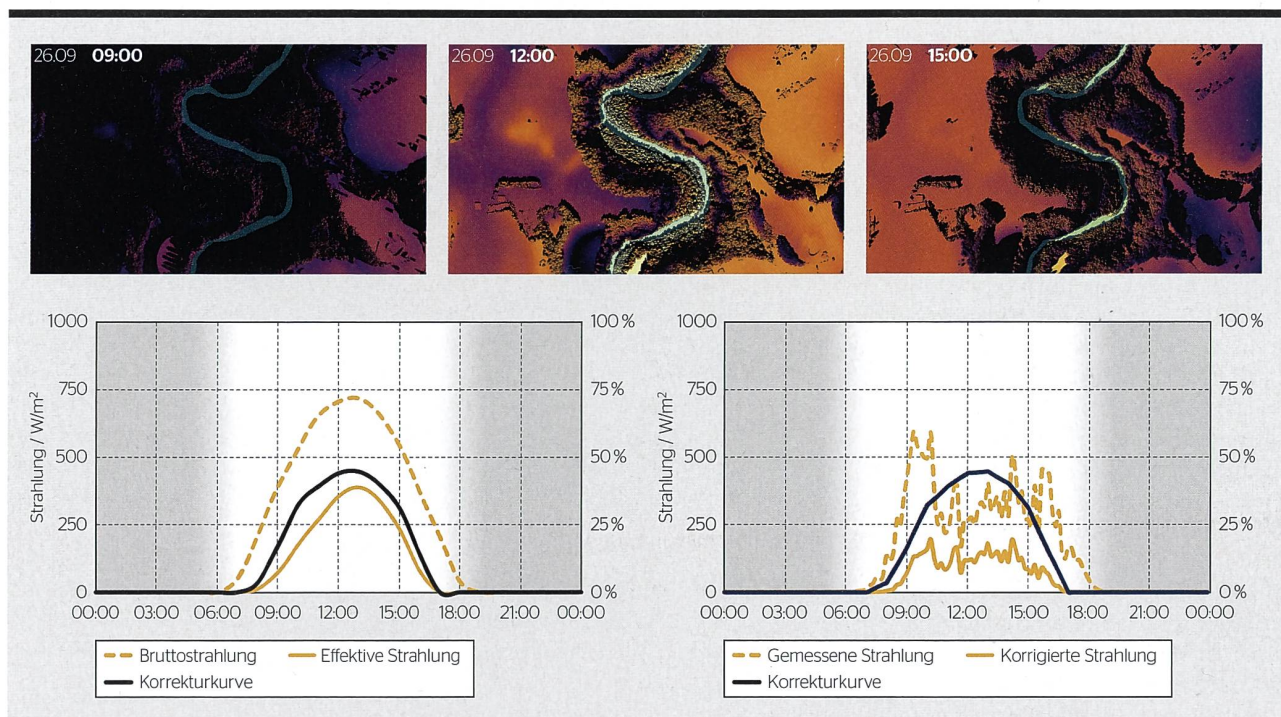 26.09 09:00
26.09 12:00
26.09 15:00
Strahlung / W/m²
1000
750
500
250
0
100 %
75 %
50 %
25 %
0 %
00:00 03:00 06:00 09:00 12:00 15:00 18:00 21:00 00:00
Bruttostrahlung Effektive Strahlung
Korrekturkurve
Strahlung / W/m²
1000
750
500
250
0
100 %
75 %
50 %
25 %
0 %
00:00 03:00 06:00 09:00 12:00 15:00 18:00 21:00 00:00
Gemessene Strahlung Korrigierte Strahlung
Korrekturkurve